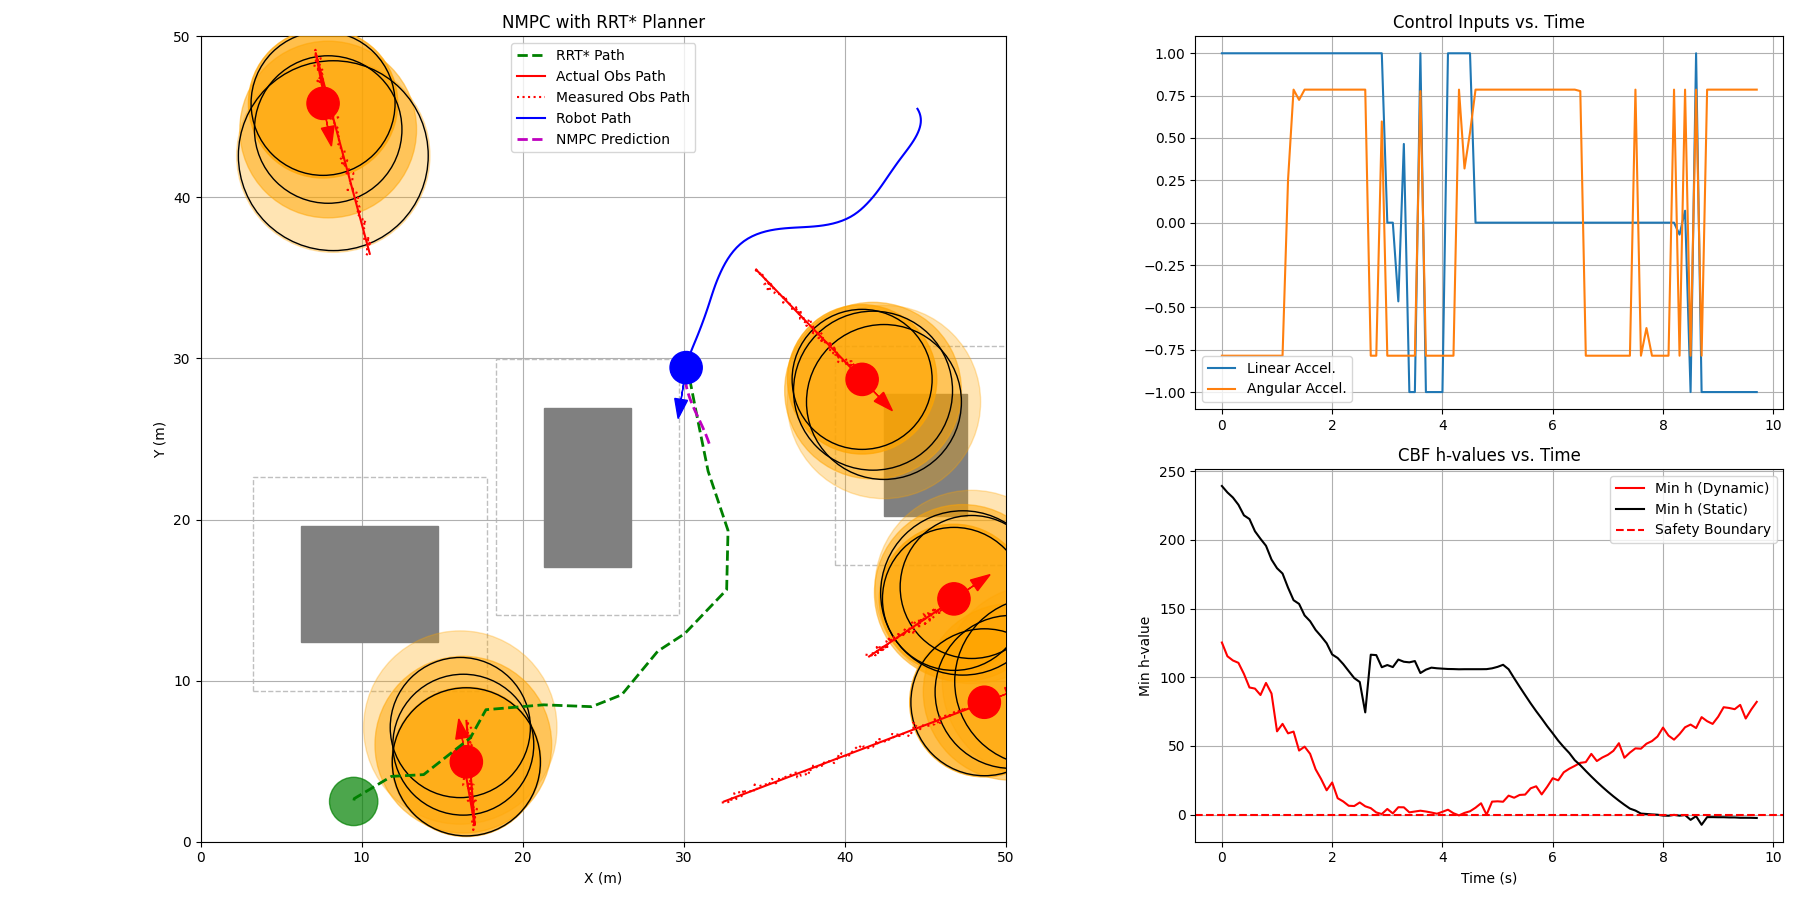 NMPC with RRT* Planner
RRT* Path
Actual Obs Path
Measured Obs Path
Robot Path
NMPC Prediction
50
40
30
20
10
0
Y (m)
0 10 20 30 40 50
X (m)
Control Inputs vs. Time
1.00
0.75
0.50
0.25
0.00
−0.25
−0.50
−0.75
−1.00
Linear Accel.
Angular Accel.
0 2 4 6 8 10
CBF h-values vs. Time
Min h (Dynamic)
Min h (Static)
Safety Boundary
250
200
150
100
50
0
Min h-value
0 2 4 6 8 10
Time (s)